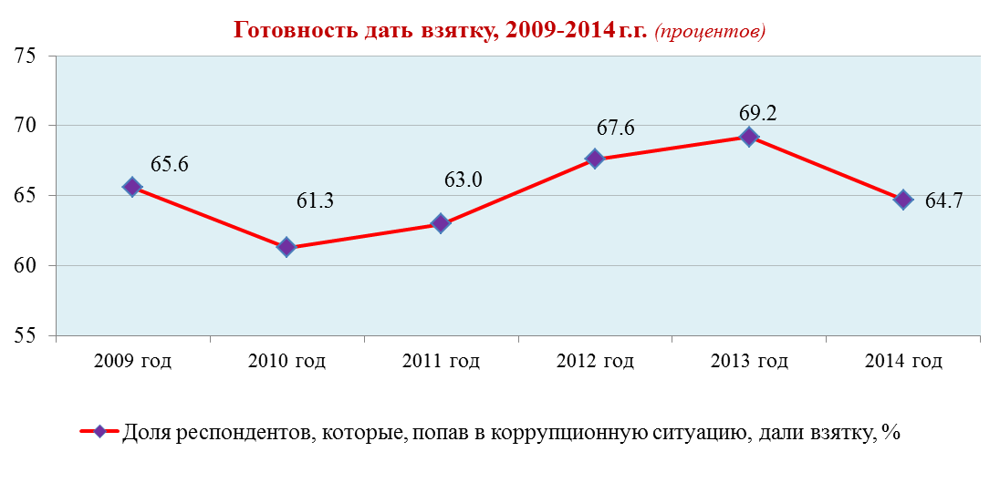 Готовность дать взятку, 2009-2014 г.г. (процентов)
75
70
65
60
55
65.6
61.3
63.0
67.6
69.2
64.7
2009 год
2010 год
2011 год
2012 год
2013 год
2014 год
Доля респондентов, которые, попав в коррупционную ситуацию, дали взятку, %